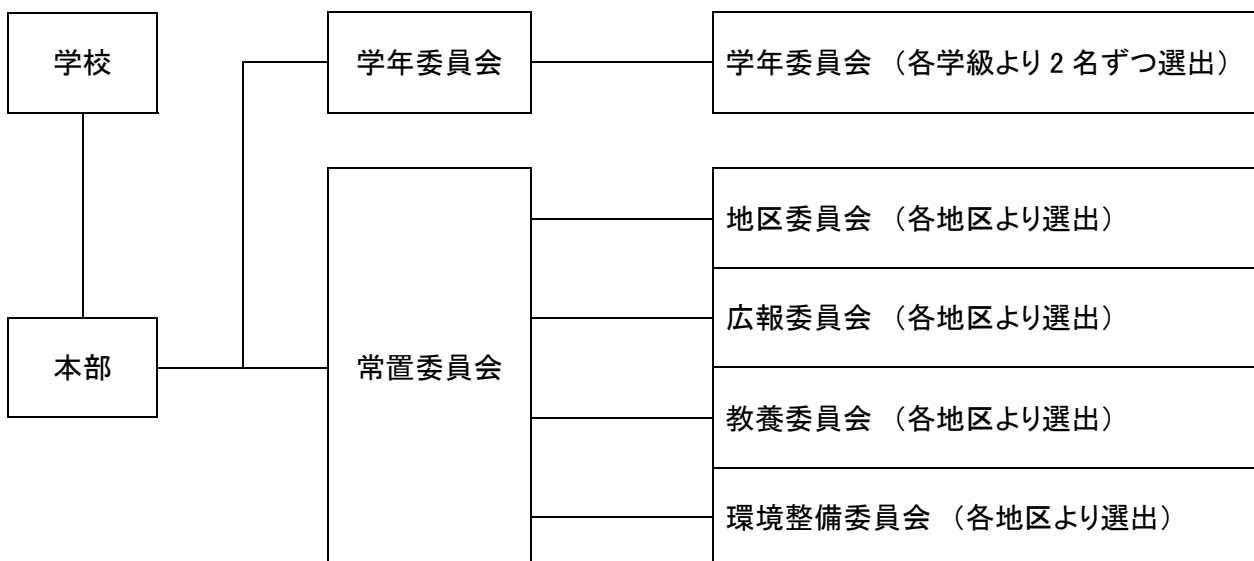 学校
学年委員会
学年委員会 （各学級より 2 名ずつ選出）
地区委員会 （各地区より選出）
広報委員会 （各地区より選出）
本部
常置委員会
教養委員会 （各地区より選出）
環境整備委員会 （各地区より選出）